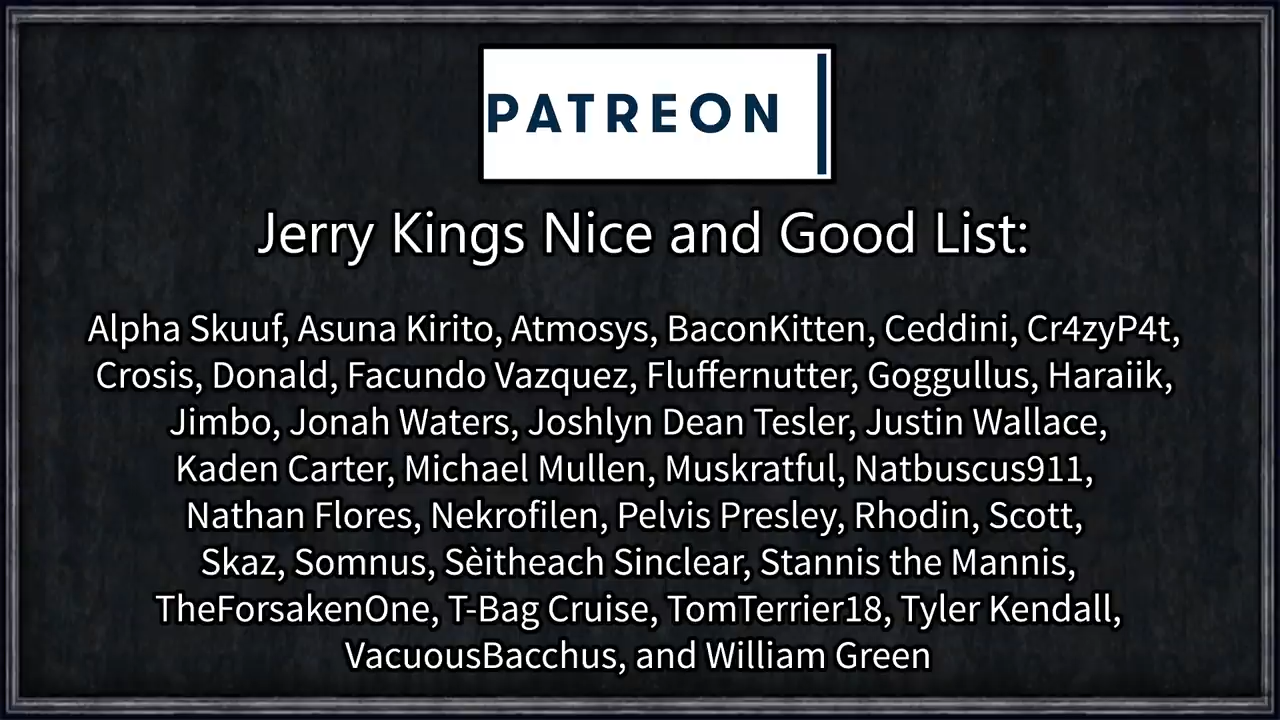 PATREON
Jerry Kings Nice and Good List:
Alpha Skuuf, Asuna Kirito, Atmosys, BaconKitten, Ceddini, Cr4zyP4t,
Crosis, Donald, Facundo Vazquez, Fluffernutter, Goggullus, Haraiik,
Jimbo, Jonah Waters, Joshlyn Dean Tesler, Justin Wallace,
Kaden Carter, Michael Mullen, Muskratful, Natbuscus911,
Nathan Flores, Nekrofilen, Pelvis Presley, Rhodin, Scott,
Skaz, Somnus, Sèitheach Sinclear, Stannis the Mannis,
TheForsakenOne, T-Bag Cruise, TomTerrier18, Tyler Kendall,
VacuousBacchus, and William Green